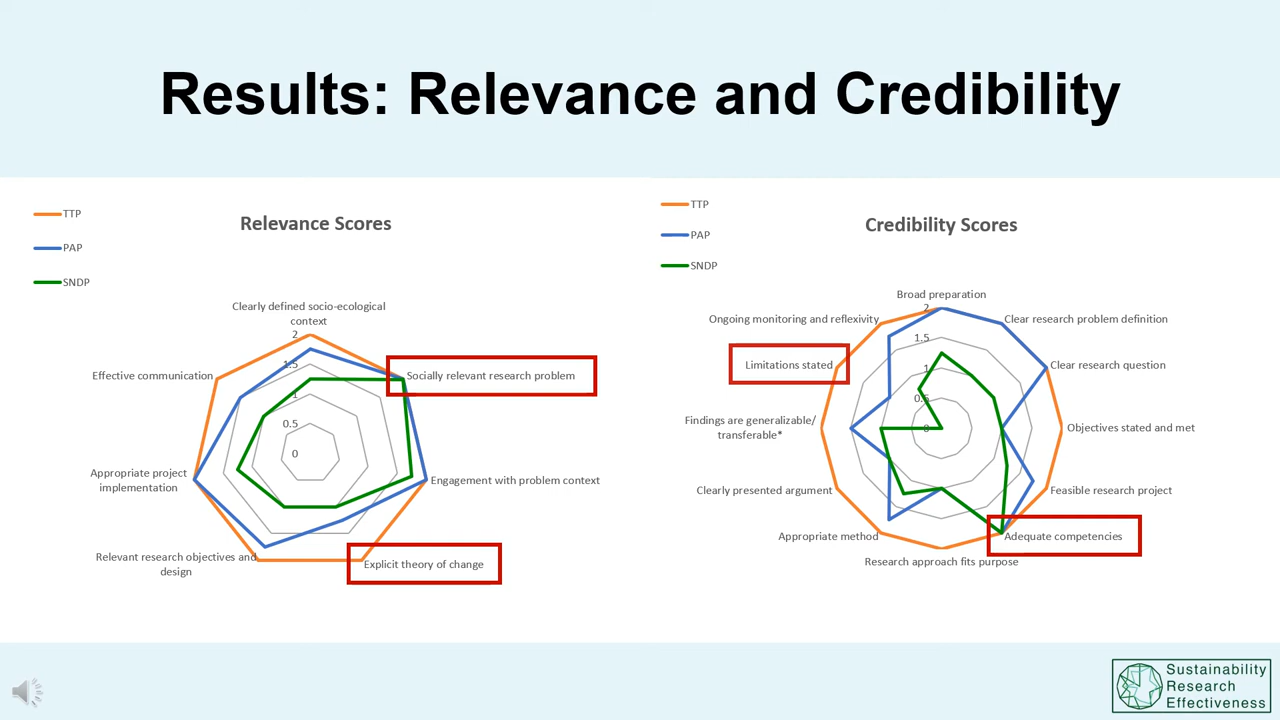 Results: Relevance and Credibility
TTP
PAP
SNDP
Relevance Scores
Clearly defined socio-ecological
context
2
1.5
1
0.5
0
Socially relevant research problem
Engagement with problem context
Explicit theory of change
Relevant research objectives and
design
Appropriate project
implementation
Effective communication
TTP
PAP
SNDP
Credibility Scores
Broad preparation
2
1.5
1
0.5
0
Clear research problem definition
Clear research question
Objectives stated and met
Feasible research project
Adequate competencies
Research approach fits purpose
Appropriate method
Clearly presented argument
Findings are generalizable/
transferable*
Limitations stated
Ongoing monitoring and reflexivity
Sustainability
Research
Effectiveness